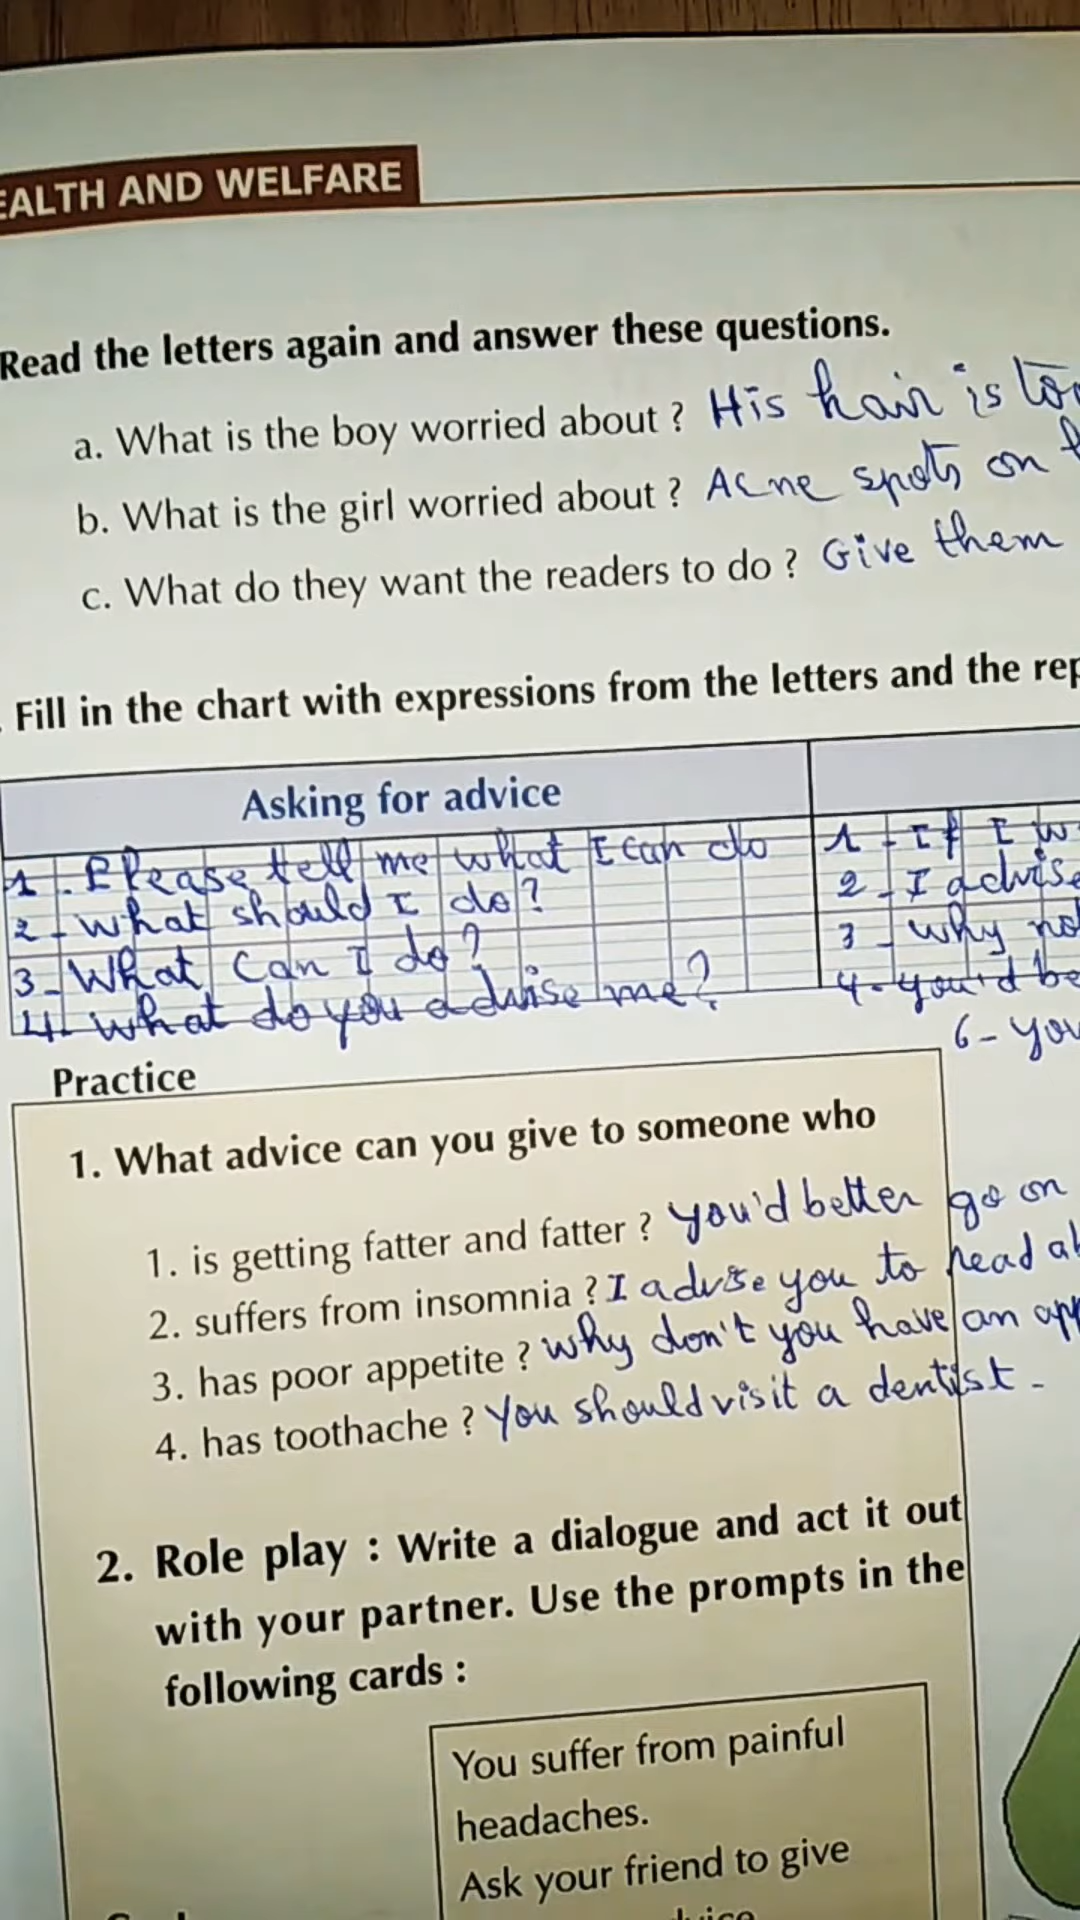 EALTH AND WELFARE
Read the letters again and answer these questions.
a. What is the boy worried about ? His hair is
b. What is the girl worried about ? Acne spots on
c. What do they want the readers to do ? Give them
Fill in the chart with expressions from the letters and the rep
Asking for advice
1. Please tell me what I can do
2- what should I do?
3- What Can I do?
4- what do you advise me?
1- If I w
2- I advise
3- why no
4- you'd be
6- you
Practice
1. What advice can you give to someone who
1. is getting fatter and fatter ? you'd better go on
2. suffers from insomnia ? I advise you to read
3. has poor appetite ? why don't you have an app
4. has toothache ? You should visit a dentist.
2. Role play : Write a dialogue and act it out
with your partner. Use the prompts in the
following cards :
You suffer from painful
headaches.
Ask your friend to give